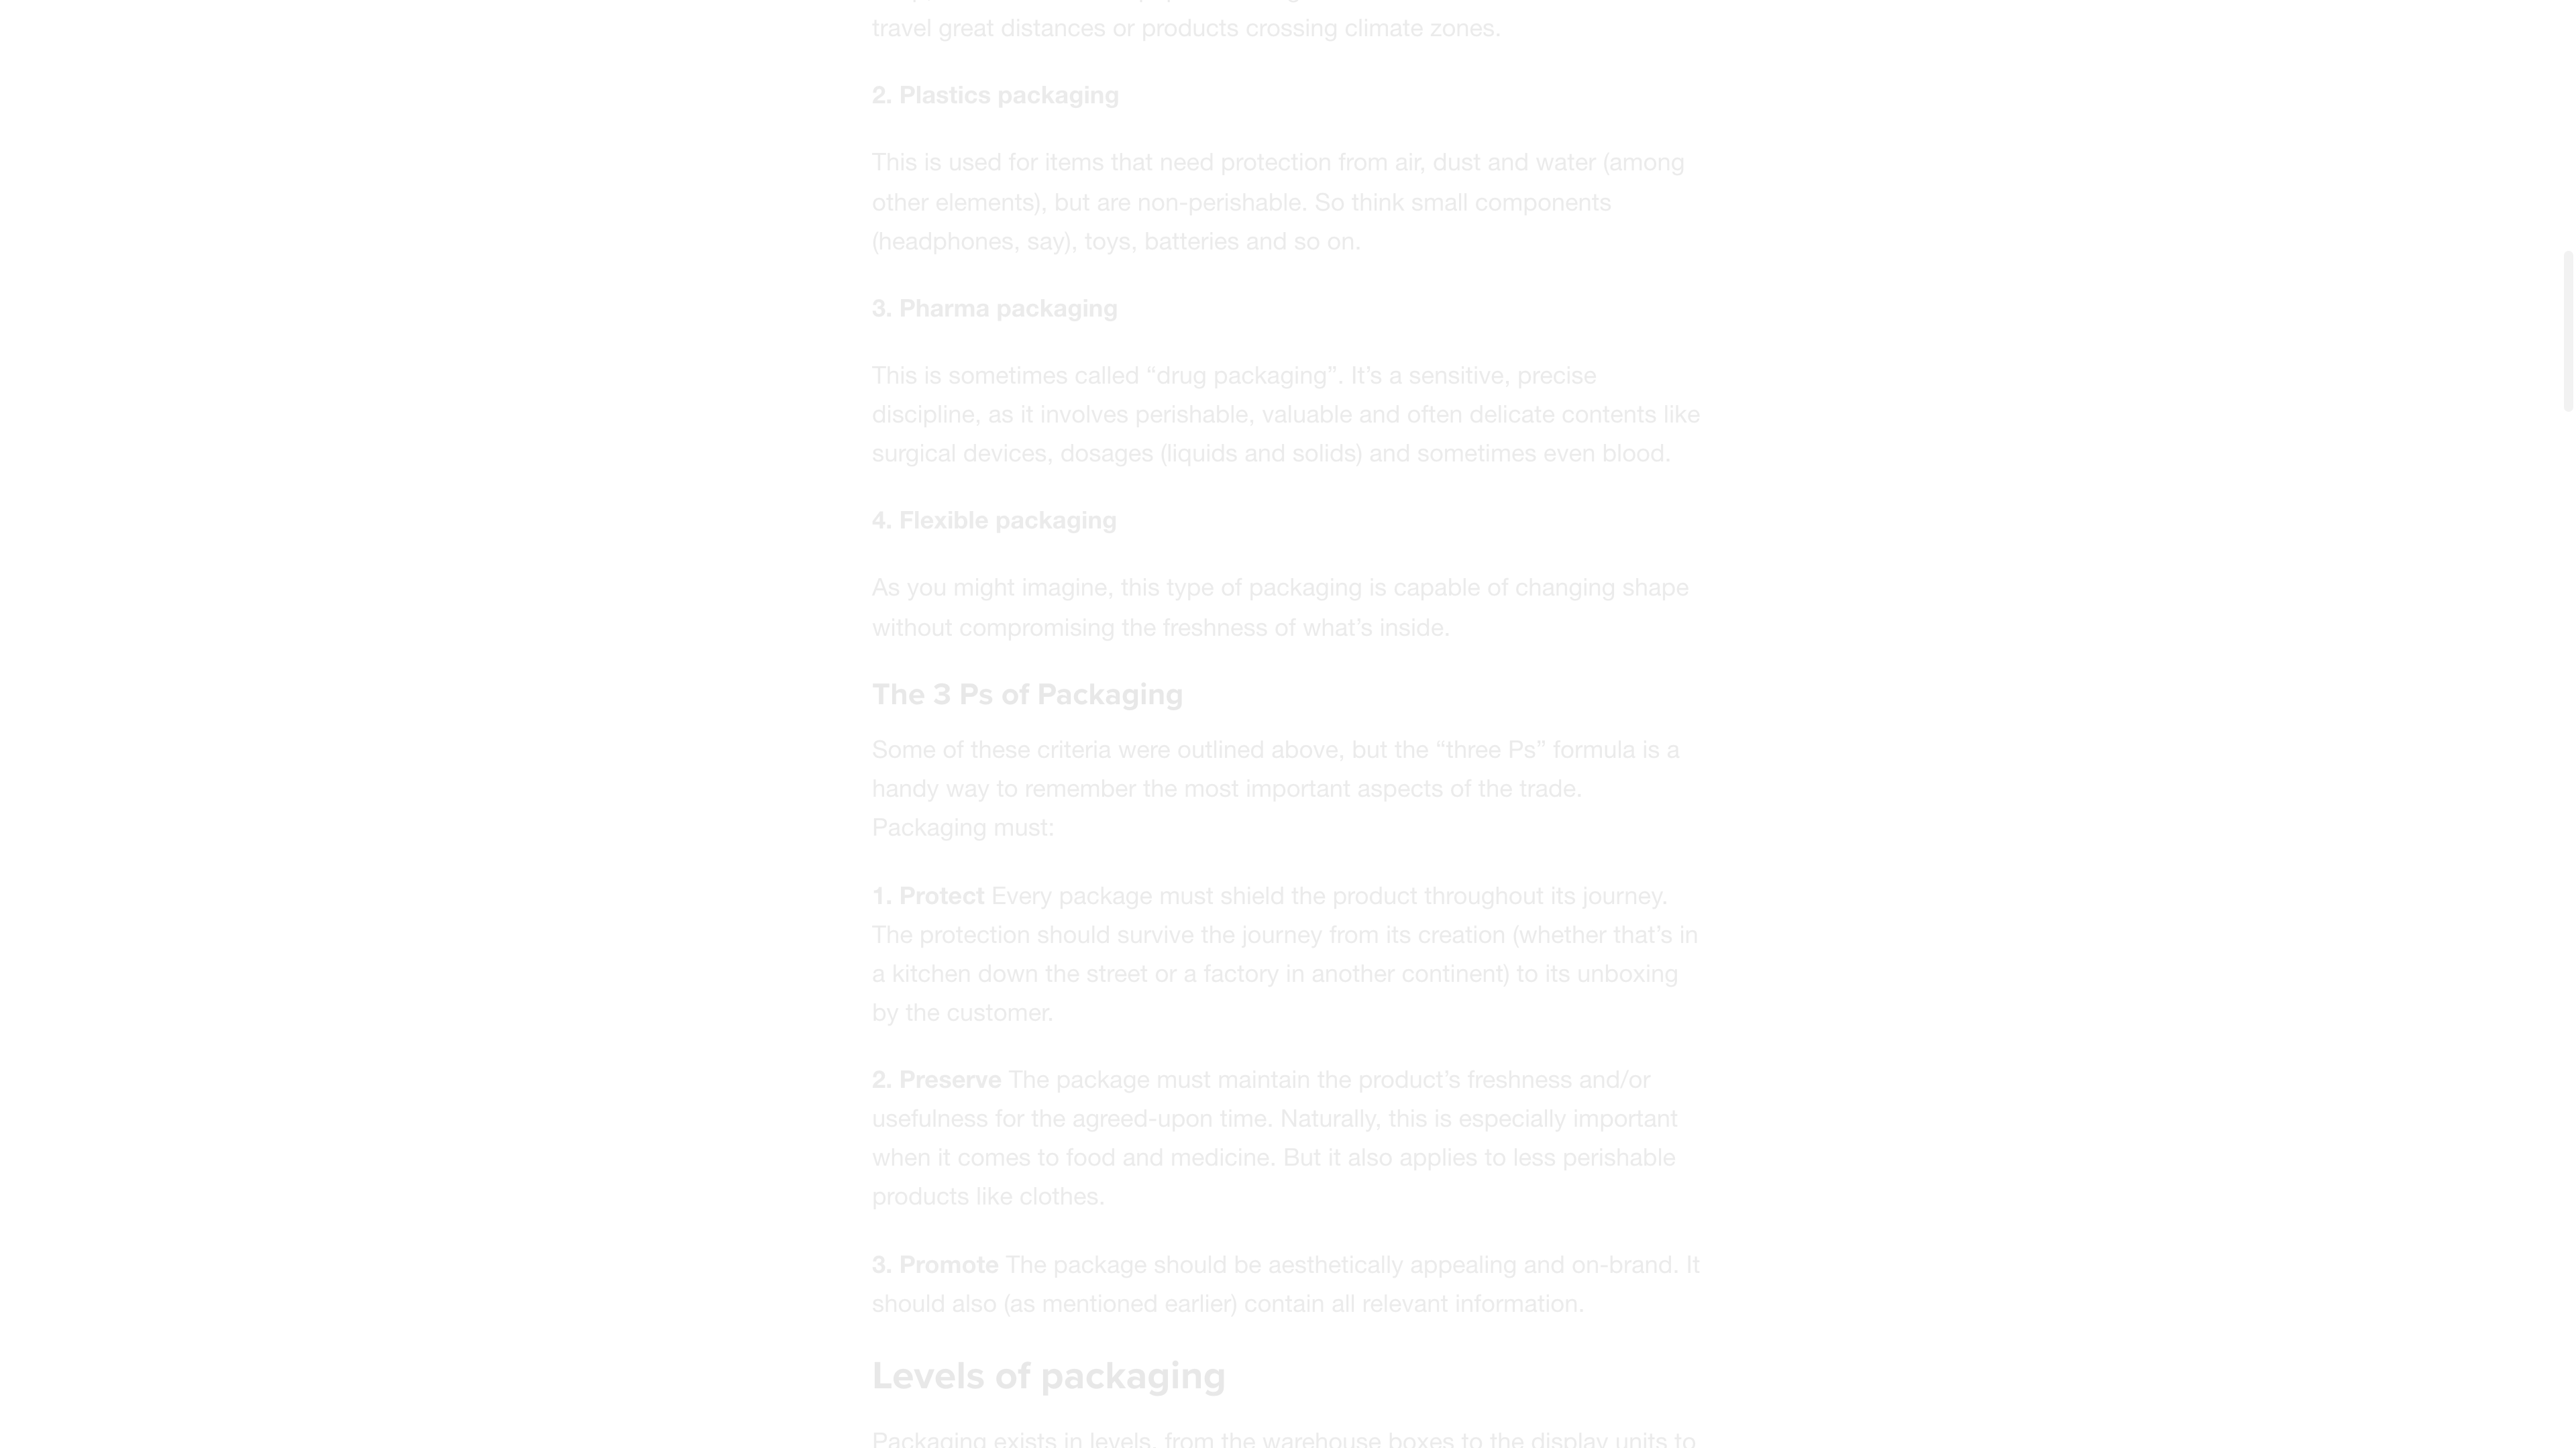 travel great distances or products crossing climate zones.
2. Plastics packaging
This is used for items that need protection from air, dust and water (among
other elements), but are non-perishable. So think small components
(headphones, say), toys, batteries and so on.
3. Pharma packaging
This is sometimes called “drug packaging”. It’s a sensitive, precise
discipline, as it involves perishable, valuable and often delicate contents like
surgical devices, dosages (liquids and solids) and sometimes even blood.
4. Flexible packaging
As you might imagine, this type of packaging is capable of changing shape
without compromising the freshness of what’s inside.
The 3 Ps of Packaging
Some of these criteria were outlined above, but the “three Ps” formula is a
handy way to remember the most important aspects of the trade.
Packaging must:
1. Protect Every package must shield the product throughout its journey.
The protection should survive the journey from its creation (whether that’s in
a kitchen down the street or a factory in another continent) to its unboxing
by the customer.
2. Preserve The package must maintain the product’s freshness and/or
usefulness for the agreed-upon time. Naturally, this is especially important
when it comes to food and medicine. But it also applies to less perishable
products like clothes.
3. Promote The package should be aesthetically appealing and on-brand. It
should also (as mentioned earlier) contain all relevant information.
Levels of packaging
Packaging exists in levels, from the warehouse boxes to the display units to